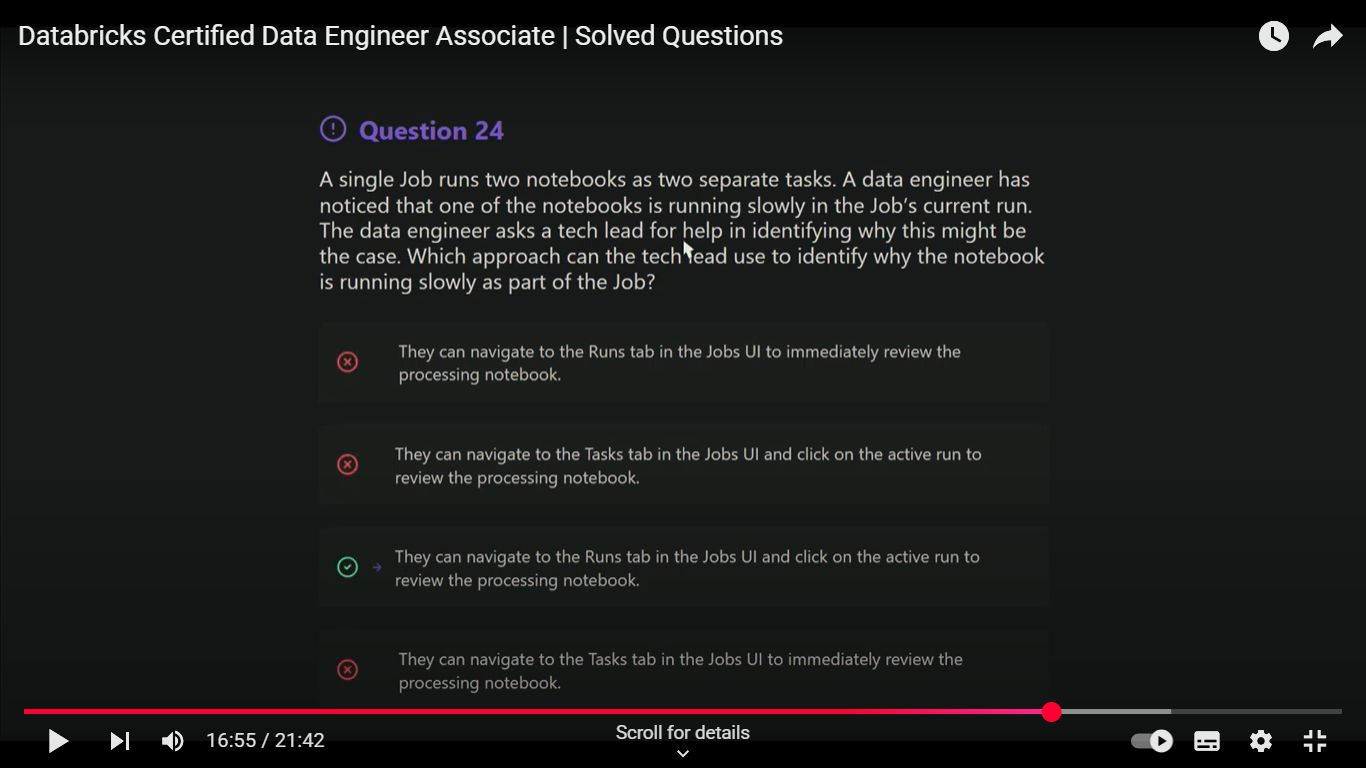 Databricks Certified Data Engineer Associate | Solved Questions
Question 24
A single Job runs two notebooks as two separate tasks. A data engineer has
noticed that one of the notebooks is running slowly in the Job's current run.
The data engineer asks a tech lead for help in identifying why this might be
the case. Which approach can the tech lead use to identify why the notebook
is running slowly as part of the Job?
They can navigate to the Runs tab in the Jobs UI to immediately review the
processing notebook.
They can navigate to the Tasks tab in the Jobs UI and click on the active run to
review the processing notebook.
They can navigate to the Runs tab in the Jobs UI and click on the active run to
review the processing notebook.
They can navigate to the Tasks tab in the Jobs UI to immediately review the
processing notebook.
16:55 / 21:42
Scroll for details